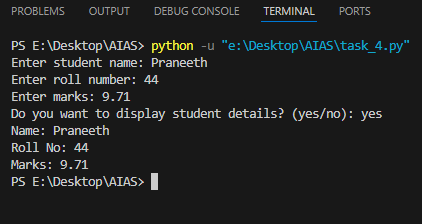 PROBLEMS OUTPUT DEBUG CONSOLE TERMINAL PORTS
PS E:\Desktop\AIAS> python -u "e:\Desktop\AIAS\task_4.py"
Enter student name: Praneeth
Enter roll number: 44
Enter marks: 9.71
Do you want to display student details? (yes/no): yes
Name: Praneeth
Roll No: 44
Marks: 9.71
PS E:\Desktop\AIAS>